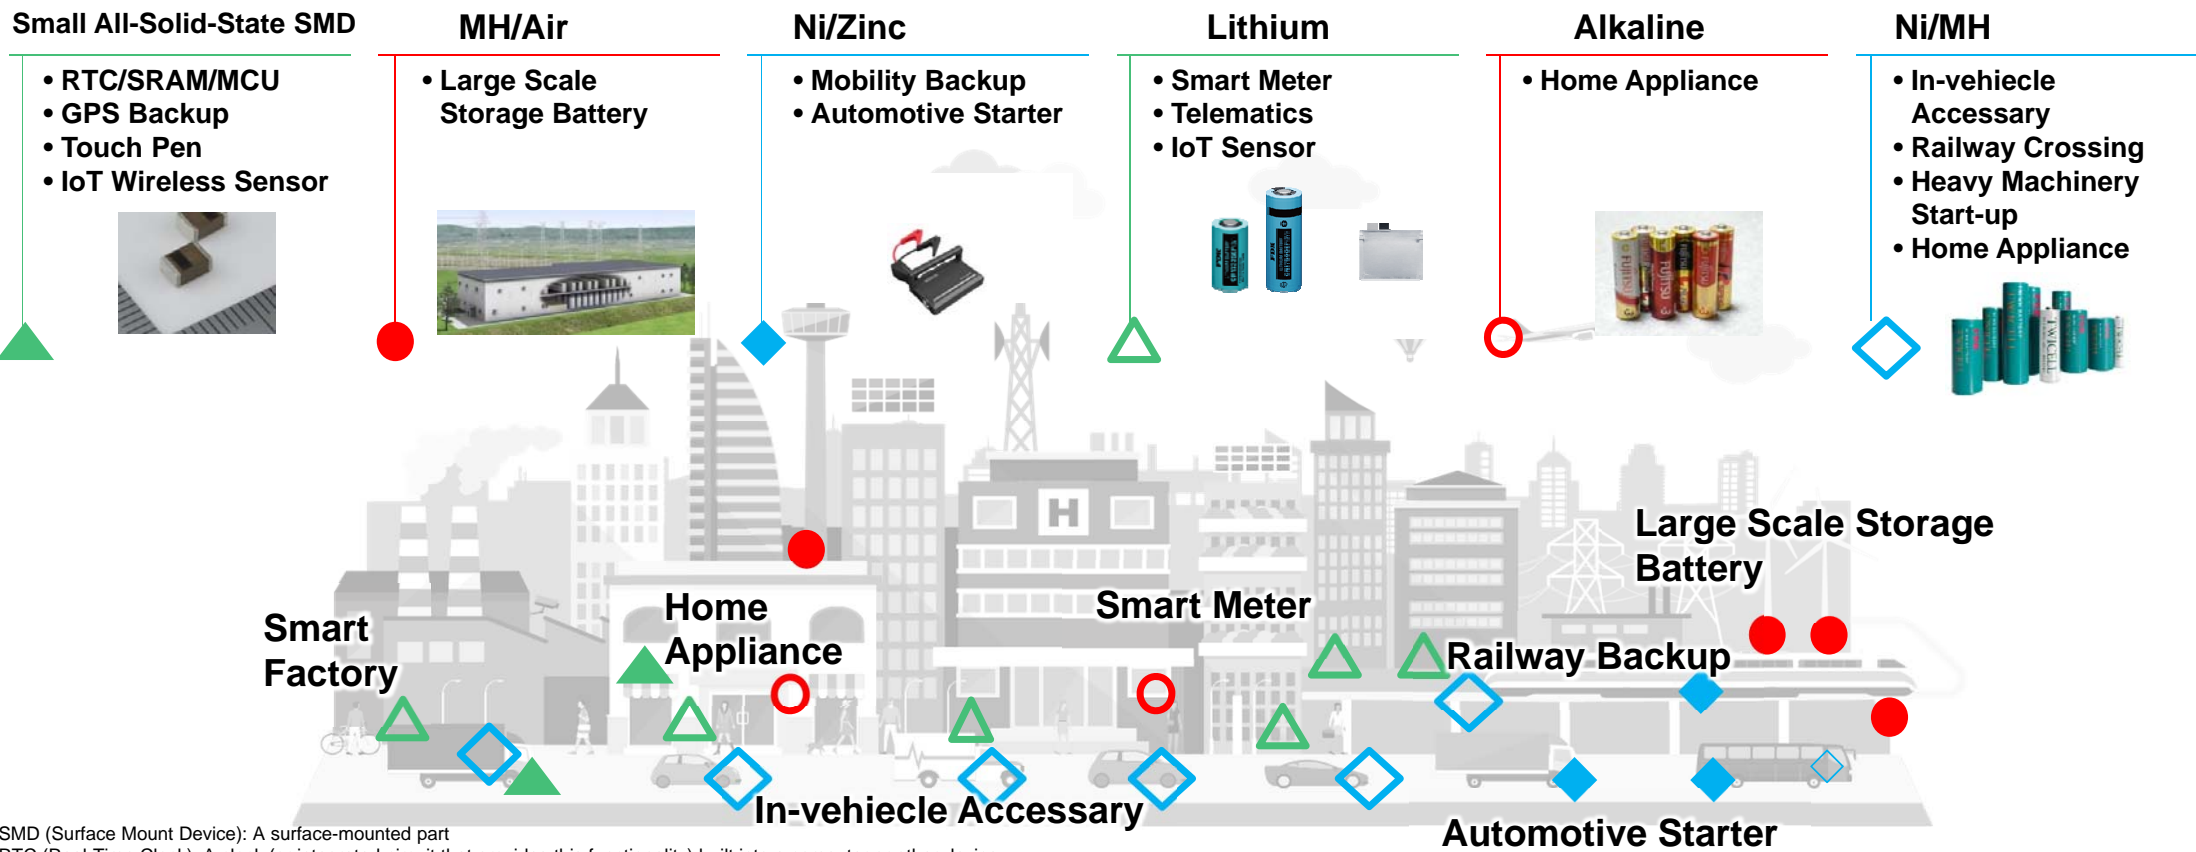 Small All-Solid-State SMD
• RTC/SRAM/MCU
• GPS Backup
• Touch Pen
• IoT Wireless Sensor
MH/Air
• Large Scale
Storage Battery
Ni/Zinc
• Mobility Backup
• Automotive Starter
Lithium
• Smart Meter
• Telematics
• IoT Sensor
Alkaline
• Home Appliance
FUJITSU
FUJITSU
Ni/MH
• In-vehiecle
Accessary
• Railway Crossing
• Heavy Machinery
Start-up
• Home Appliance
TWICELL
H
Large Scale Storage
Battery
Smart
Factory
Home
Appliance
Smart Meter
Railway Backup
In-vehiecle Accessary
Automotive Starter
SMD (Surface Mount Device): A surface-mounted part